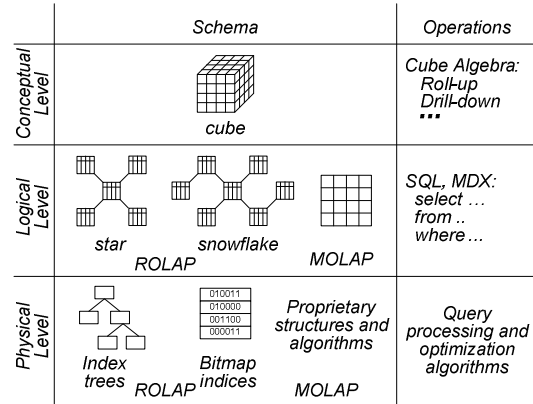 Schema
Operations
Conceptual
Level
cube
Cube Algebra:
Roll-up
Drill-down
...
Logical
Level
star
snowflake
ROLAP
MOLAP
SQL, MDX:
select ...
from ..
where ...
Physical
Level
Index
trees
010011
010000
001100
000011
Bitmap
indices
ROLAP
Proprietary
structures and
algorithms
MOLAP
Query
processing and
optimization
algorithms